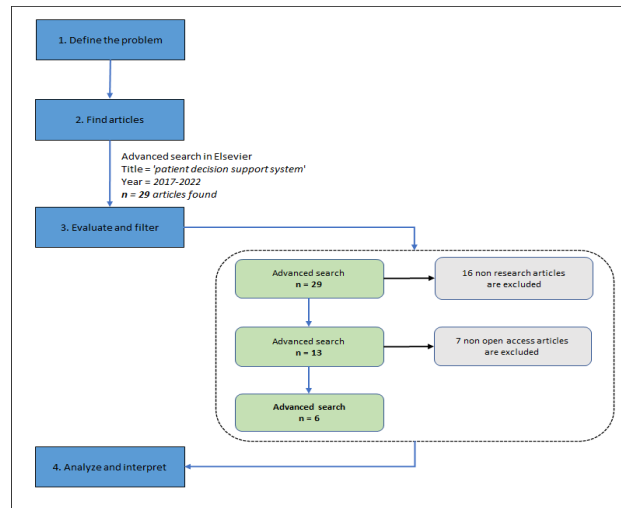 1. Define the problem
2. Find articles
Advanced search in Elsevier
Title = 'patient decision support system'
Year = 2017-2022
n = 29 articles found
3. Evaluate and filter
Advanced search
n = 29
16 non research articles
are excluded
Advanced search
n = 13
7 non open access articles
are excluded
Advanced search
n = 6
4. Analyze and interpret